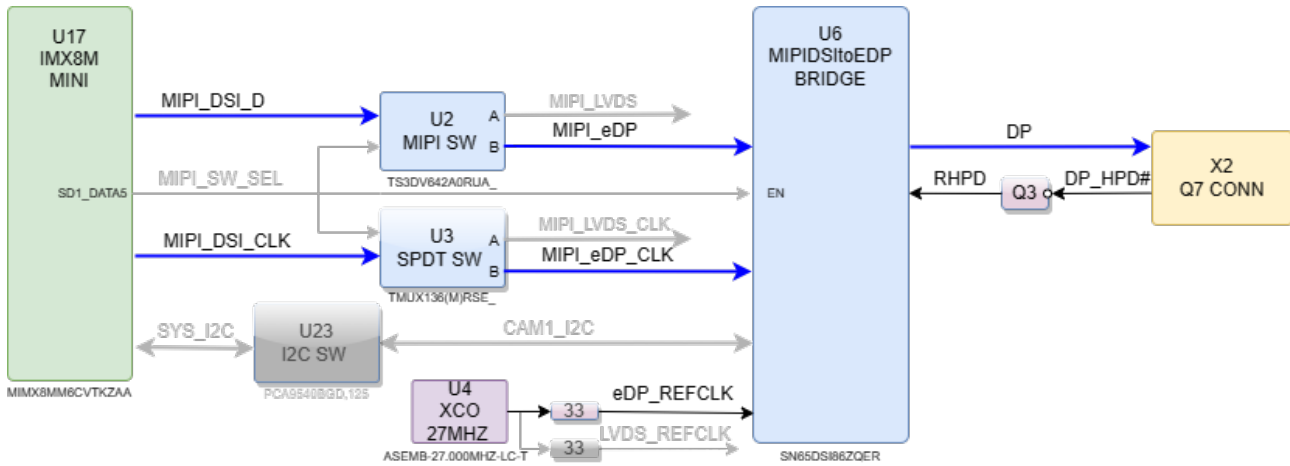 U17
IMX8M
MINI
SD1_DATA5
MIMX8MM6CVTKZAA
MIPI_DSI_D
MIPI_SW_SEL
MIPI_DSI_CLK
SYS_I2C
U2
MIPI SW
A
B
TS3DV642A0RUA_
U3
SPDT SW
A
B
TMUX136(M)RSE_
U23
I2C SW
PCA9540BGD,125
U4
XCO
27MHZ
ASEMB-27.000MHZ-LC-T
33
33
MIPI_LVDS
MIPI_eDP
MIPI_LVDS_CLK
MIPI_eDP_CLK
CAM1_I2C
eDP_REFCLK
LVDS_REFCLK
U6
MIPIDSItoEDP
BRIDGE
EN
SN65DSI86ZQER
DP
RHPD
Q3
DP_HPD#
X2
Q7 CONN